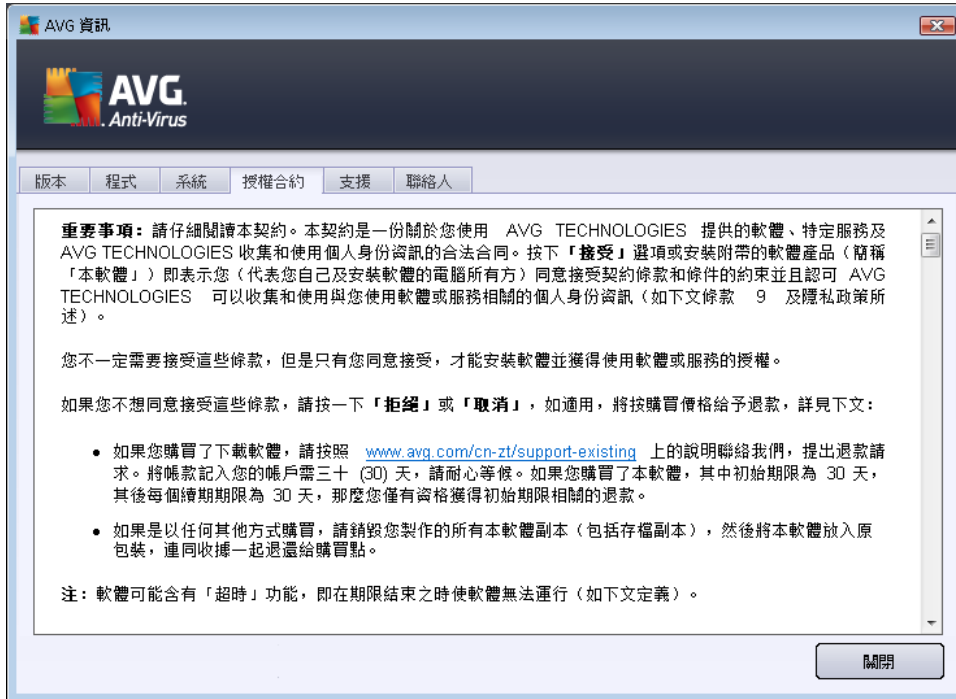 AVG 資訊
AVG.
Anti-Virus
版本 程式 系統 授權合約 支援 聯絡人
重要事項：請仔細閱讀本契約。本契約是一份關於您使用 AVG TECHNOLOGIES 提供的軟體、特定服務及
AVG TECHNOLOGIES 收集和使用個人身份資訊的合法合同。按下「接受」選項或安裝附帶的軟體產品（簡稱
「本軟體」）即表示您（代表您自己及安裝軟體的電腦所有方）同意接受契約條款和條件的約束並且認可 AVG
TECHNOLOGIES 可以收集和使用與您使用軟體或服務相關的個人身份資訊（如下文條款 9 及隱私政策所
述）。
您不一定需要接受這些條款，但是只有您同意接受，才能安裝軟體並獲得使用軟體或服務的授權。
如果您不想同意接受這些條款，請按一下「拒絕」或「取消」，如適用，將按購買價格給予退款，詳見下文：
• 如果您購買了下載軟體，請按照 www.avg.com/cn-zt/support-existing 上的說明聯絡我們，提出退款請
求。將帳款記入您的帳戶需三十 (30) 天，請耐心等候。如果您購買了本軟體，其中初始期限為 30 天，
其後每個續期期限為 30 天，那麼您僅有資格獲得初始期限相關的退款。
• 如果是以任何其他方式購買，請銷毀您製作的所有本軟體副本（包括存檔副本），然後將本軟體放入原
包裝，連同收據一起退還給購買點。
注：軟體可能含有「超時」功能，即在期限結束之時使軟體無法運行（如下文定義）。
關閉